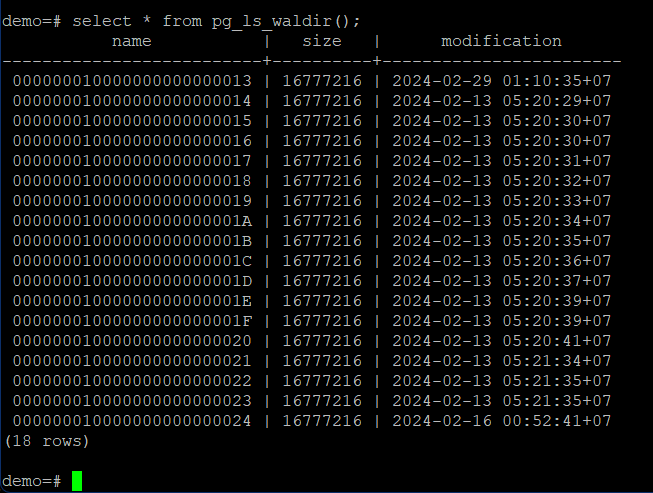 demo=# select * from pg_ls_waldir();
           name           |   size   |      modification
--------------------------+----------+------------------------
 000000010000000000000013 | 16777216 | 2024-02-29 01:10:35+07
 000000010000000000000014 | 16777216 | 2024-02-13 05:20:29+07
 000000010000000000000015 | 16777216 | 2024-02-13 05:20:30+07
 000000010000000000000016 | 16777216 | 2024-02-13 05:20:30+07
 000000010000000000000017 | 16777216 | 2024-02-13 05:20:31+07
 000000010000000000000018 | 16777216 | 2024-02-13 05:20:32+07
 000000010000000000000019 | 16777216 | 2024-02-13 05:20:33+07
 00000001000000000000001A | 16777216 | 2024-02-13 05:20:34+07
 00000001000000000000001B | 16777216 | 2024-02-13 05:20:35+07
 00000001000000000000001C | 16777216 | 2024-02-13 05:20:36+07
 00000001000000000000001D | 16777216 | 2024-02-13 05:20:37+07
 00000001000000000000001E | 16777216 | 2024-02-13 05:20:39+07
 00000001000000000000001F | 16777216 | 2024-02-13 05:20:39+07
 000000010000000000000020 | 16777216 | 2024-02-13 05:20:41+07
 000000010000000000000021 | 16777216 | 2024-02-13 05:21:34+07
 000000010000000000000022 | 16777216 | 2024-02-13 05:21:35+07
 000000010000000000000023 | 16777216 | 2024-02-13 05:21:35+07
 000000010000000000000024 | 16777216 | 2024-02-16 00:52:41+07
(18 rows)
demo=#